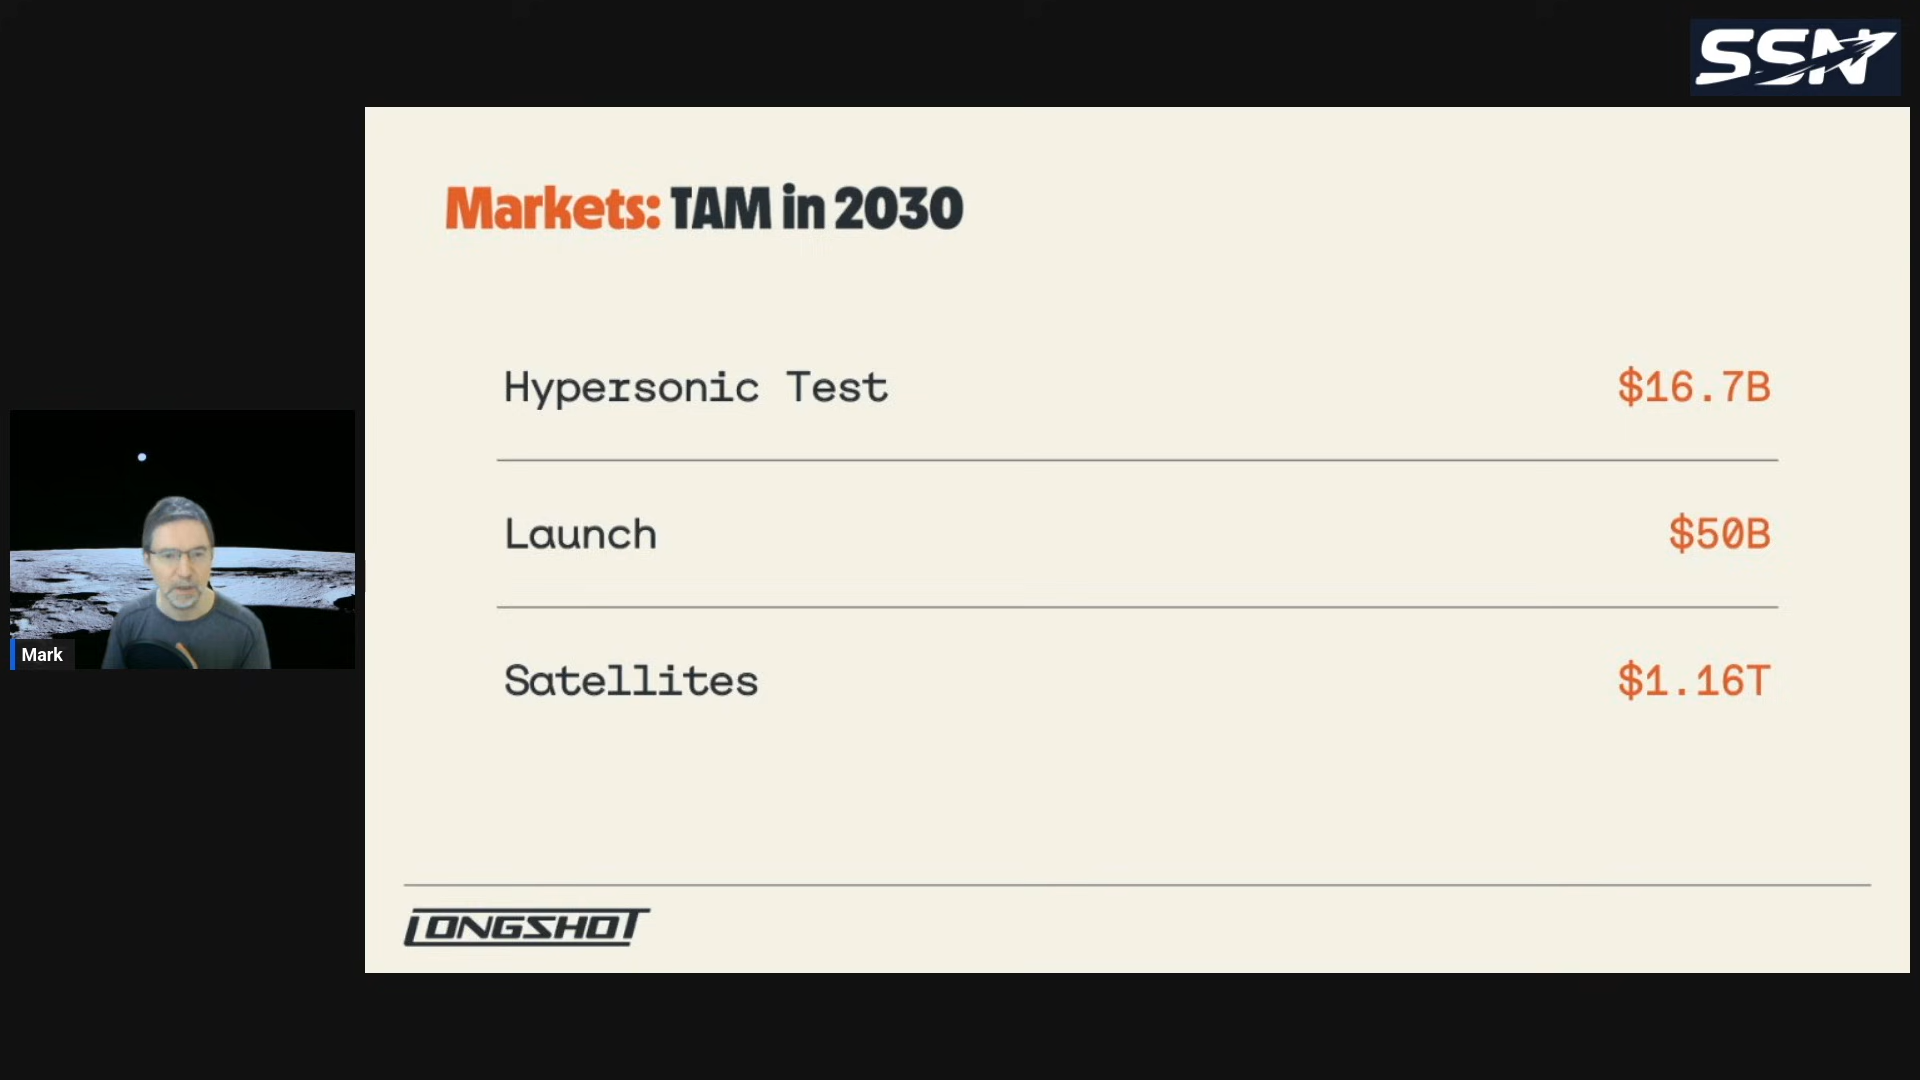 SSN
Markets: TAM in 2030
Hypersonic Test $16.7B
Launch $50B
Satellites $1.16T
Mark
LONGSHOT